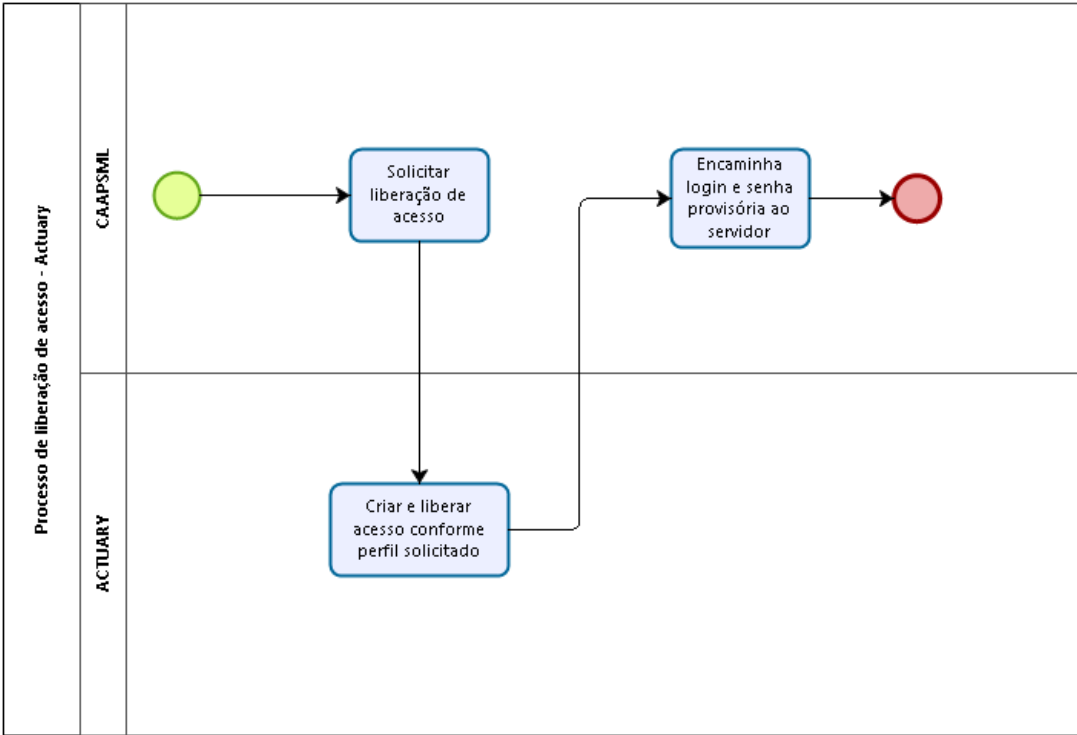 Processo de liberação de acesso - Actuary
CAAPSML
Solicitar
liberação de
acesso
Encaminha
login e senha
provisória ao
servidor
ACTUARY
Criar e liberar
acesso conforme
perfil solicitado